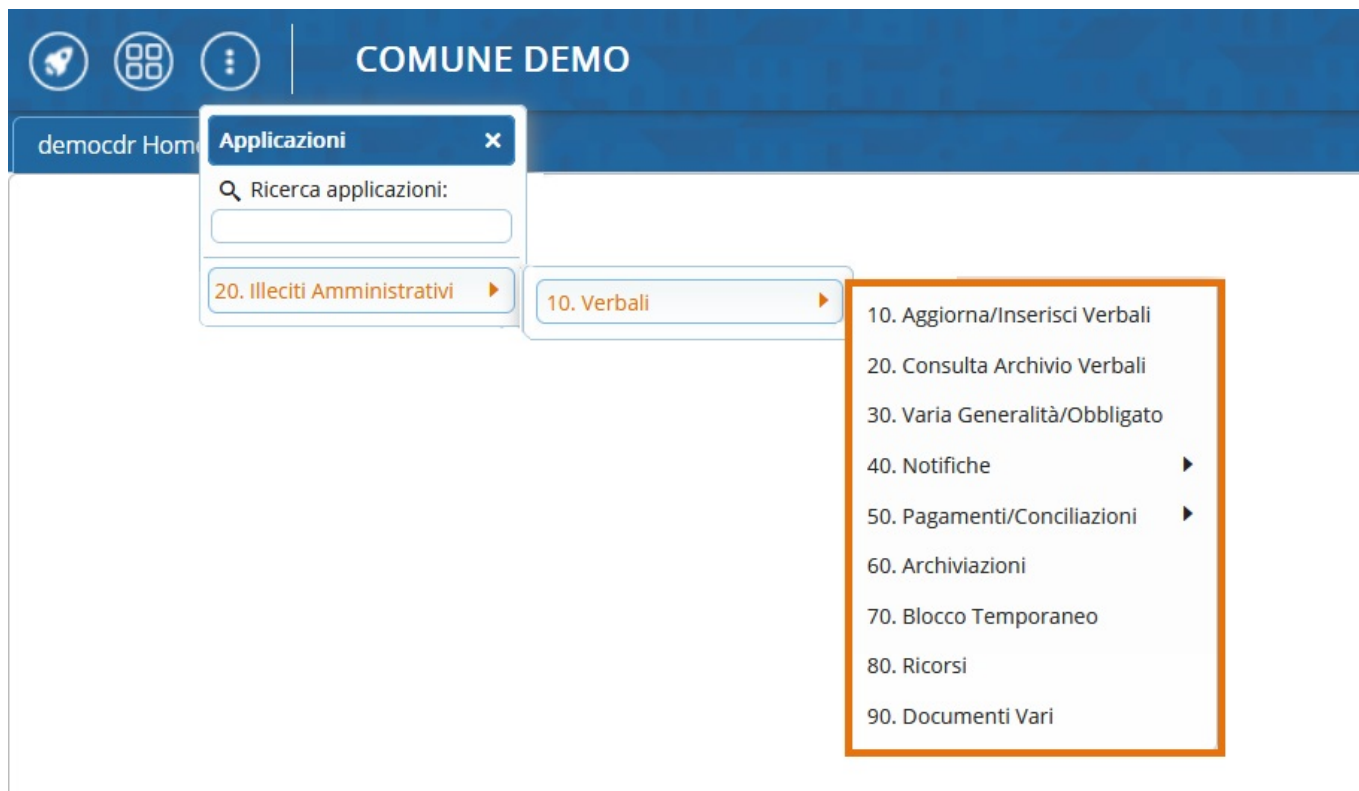 COMUNE DEMO
democdr Hom
Applicazioni
Ricerca applicazioni:
20. Illeciti Amministrativi
10. Verbali
10. Aggiorna/Inserisci Verbali
20. Consulta Archivio Verbali
30. Varia Generalità/Obbligato
40. Notifiche
50. Pagamenti/Conciliazioni
60. Archiviazioni
70. Blocco Temporaneo
80. Ricorsi
90. Documenti Vari